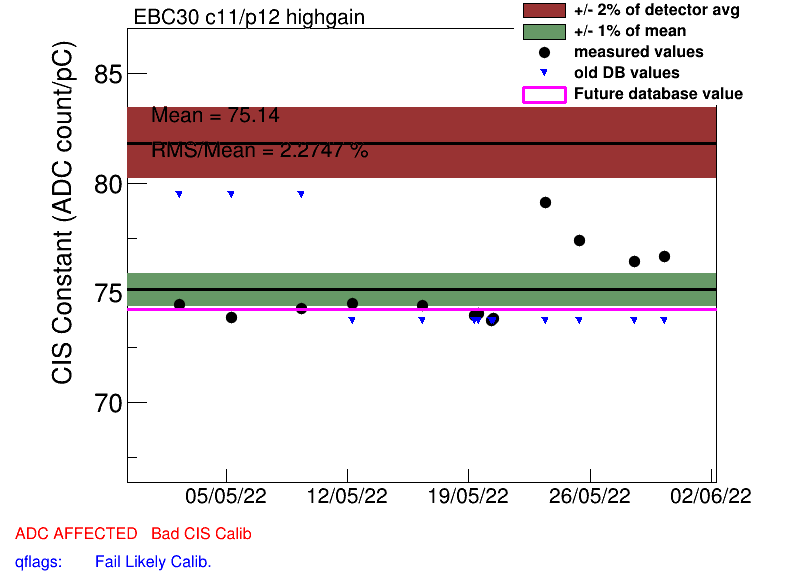 EBC30 c11/p12 highgain
+/- 2% of detector avg
+/- 1% of mean
measured values
old DB values
Future database value
Mean = 75.14
RMS/Mean = 2.2747 %
CIS Constant (ADC count/pC)
85
80
75
70
05/05/22 12/05/22 19/05/22 26/05/22 02/06/22
ADC AFFECTED Bad CIS Calib
qflags: Fail Likely Calib.